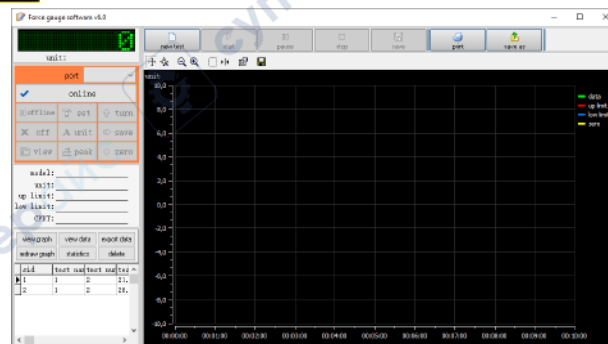 Force gauge software v6.0
new test start pause stop save print save as
0
unit:
port
online
offline set turn
off unit save
view peak zero
model:
unit:
up limit:
low limit:
view graph view data export data
redraw graph statistics delete
sid test num
1 1 2 21.
2 1 2 20.
unit:
10,0
8,0
6,0
4,0
2,0
0,0
-2,0
-4,0
-6,0
-8,0
-10,0
00:00:00 00:01:00 00:02:00 00:03:00 00:04:00 00:05:00 00:06:00 00:07:00 00:08:00 00:09:00 00:10:00
data
up limit
low limit
zero